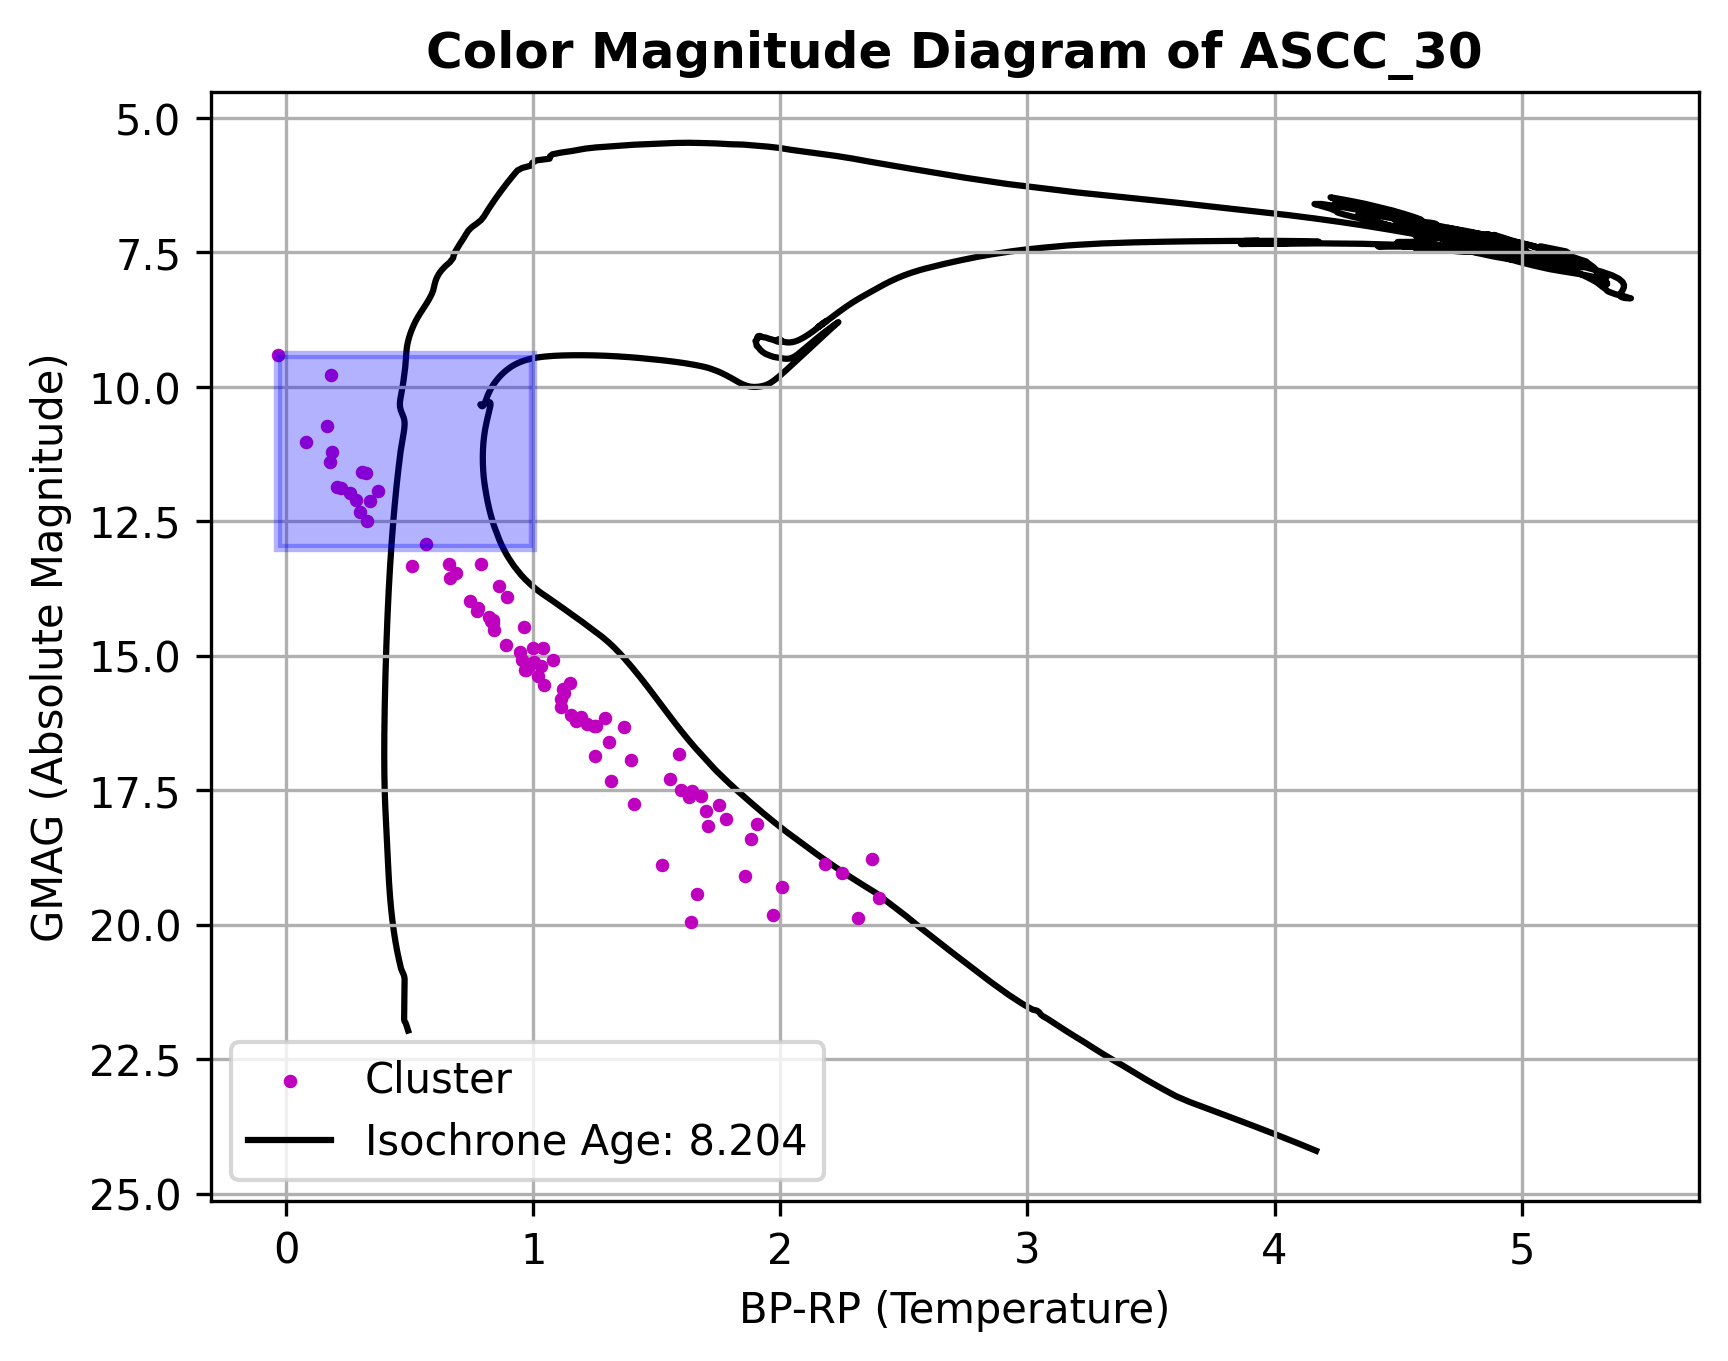 Color Magnitude Diagram of ASCC_30
GMAG (Absolute Magnitude)
5.0
7.5
10.0
12.5
15.0
17.5
20.0
22.5
25.0
Cluster
Isochrone Age: 8.204
0 1 2 3 4 5
BP-RP (Temperature)